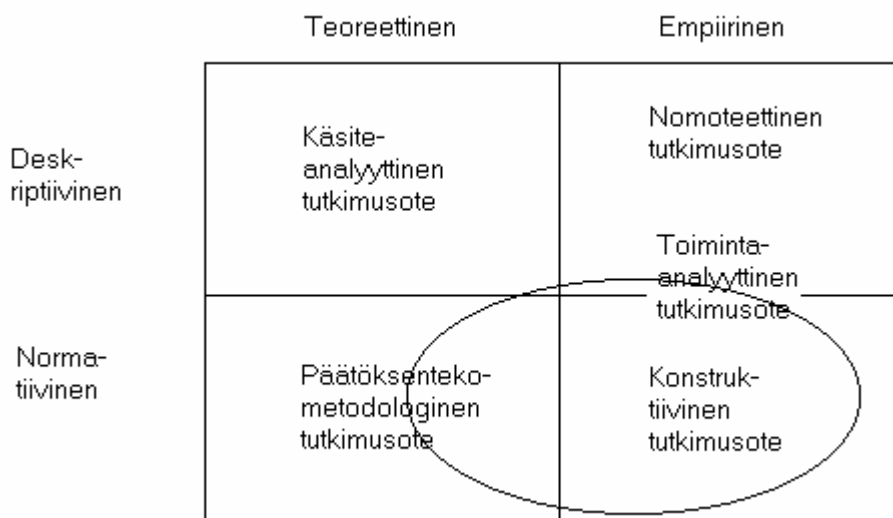 Teoreettinen
Empiirinen
Desk-
riptiivinen
Käsite-
analyyttinen
tutkimusote
Nomoteettinen
tutkimusote
Toiminta-
analyyttinen
tutkimusote
Norma-
tiivinen
Päätöksenteko-
metodologinen
tutkimusote
Konstruk-
tiivinen
tutkimusote